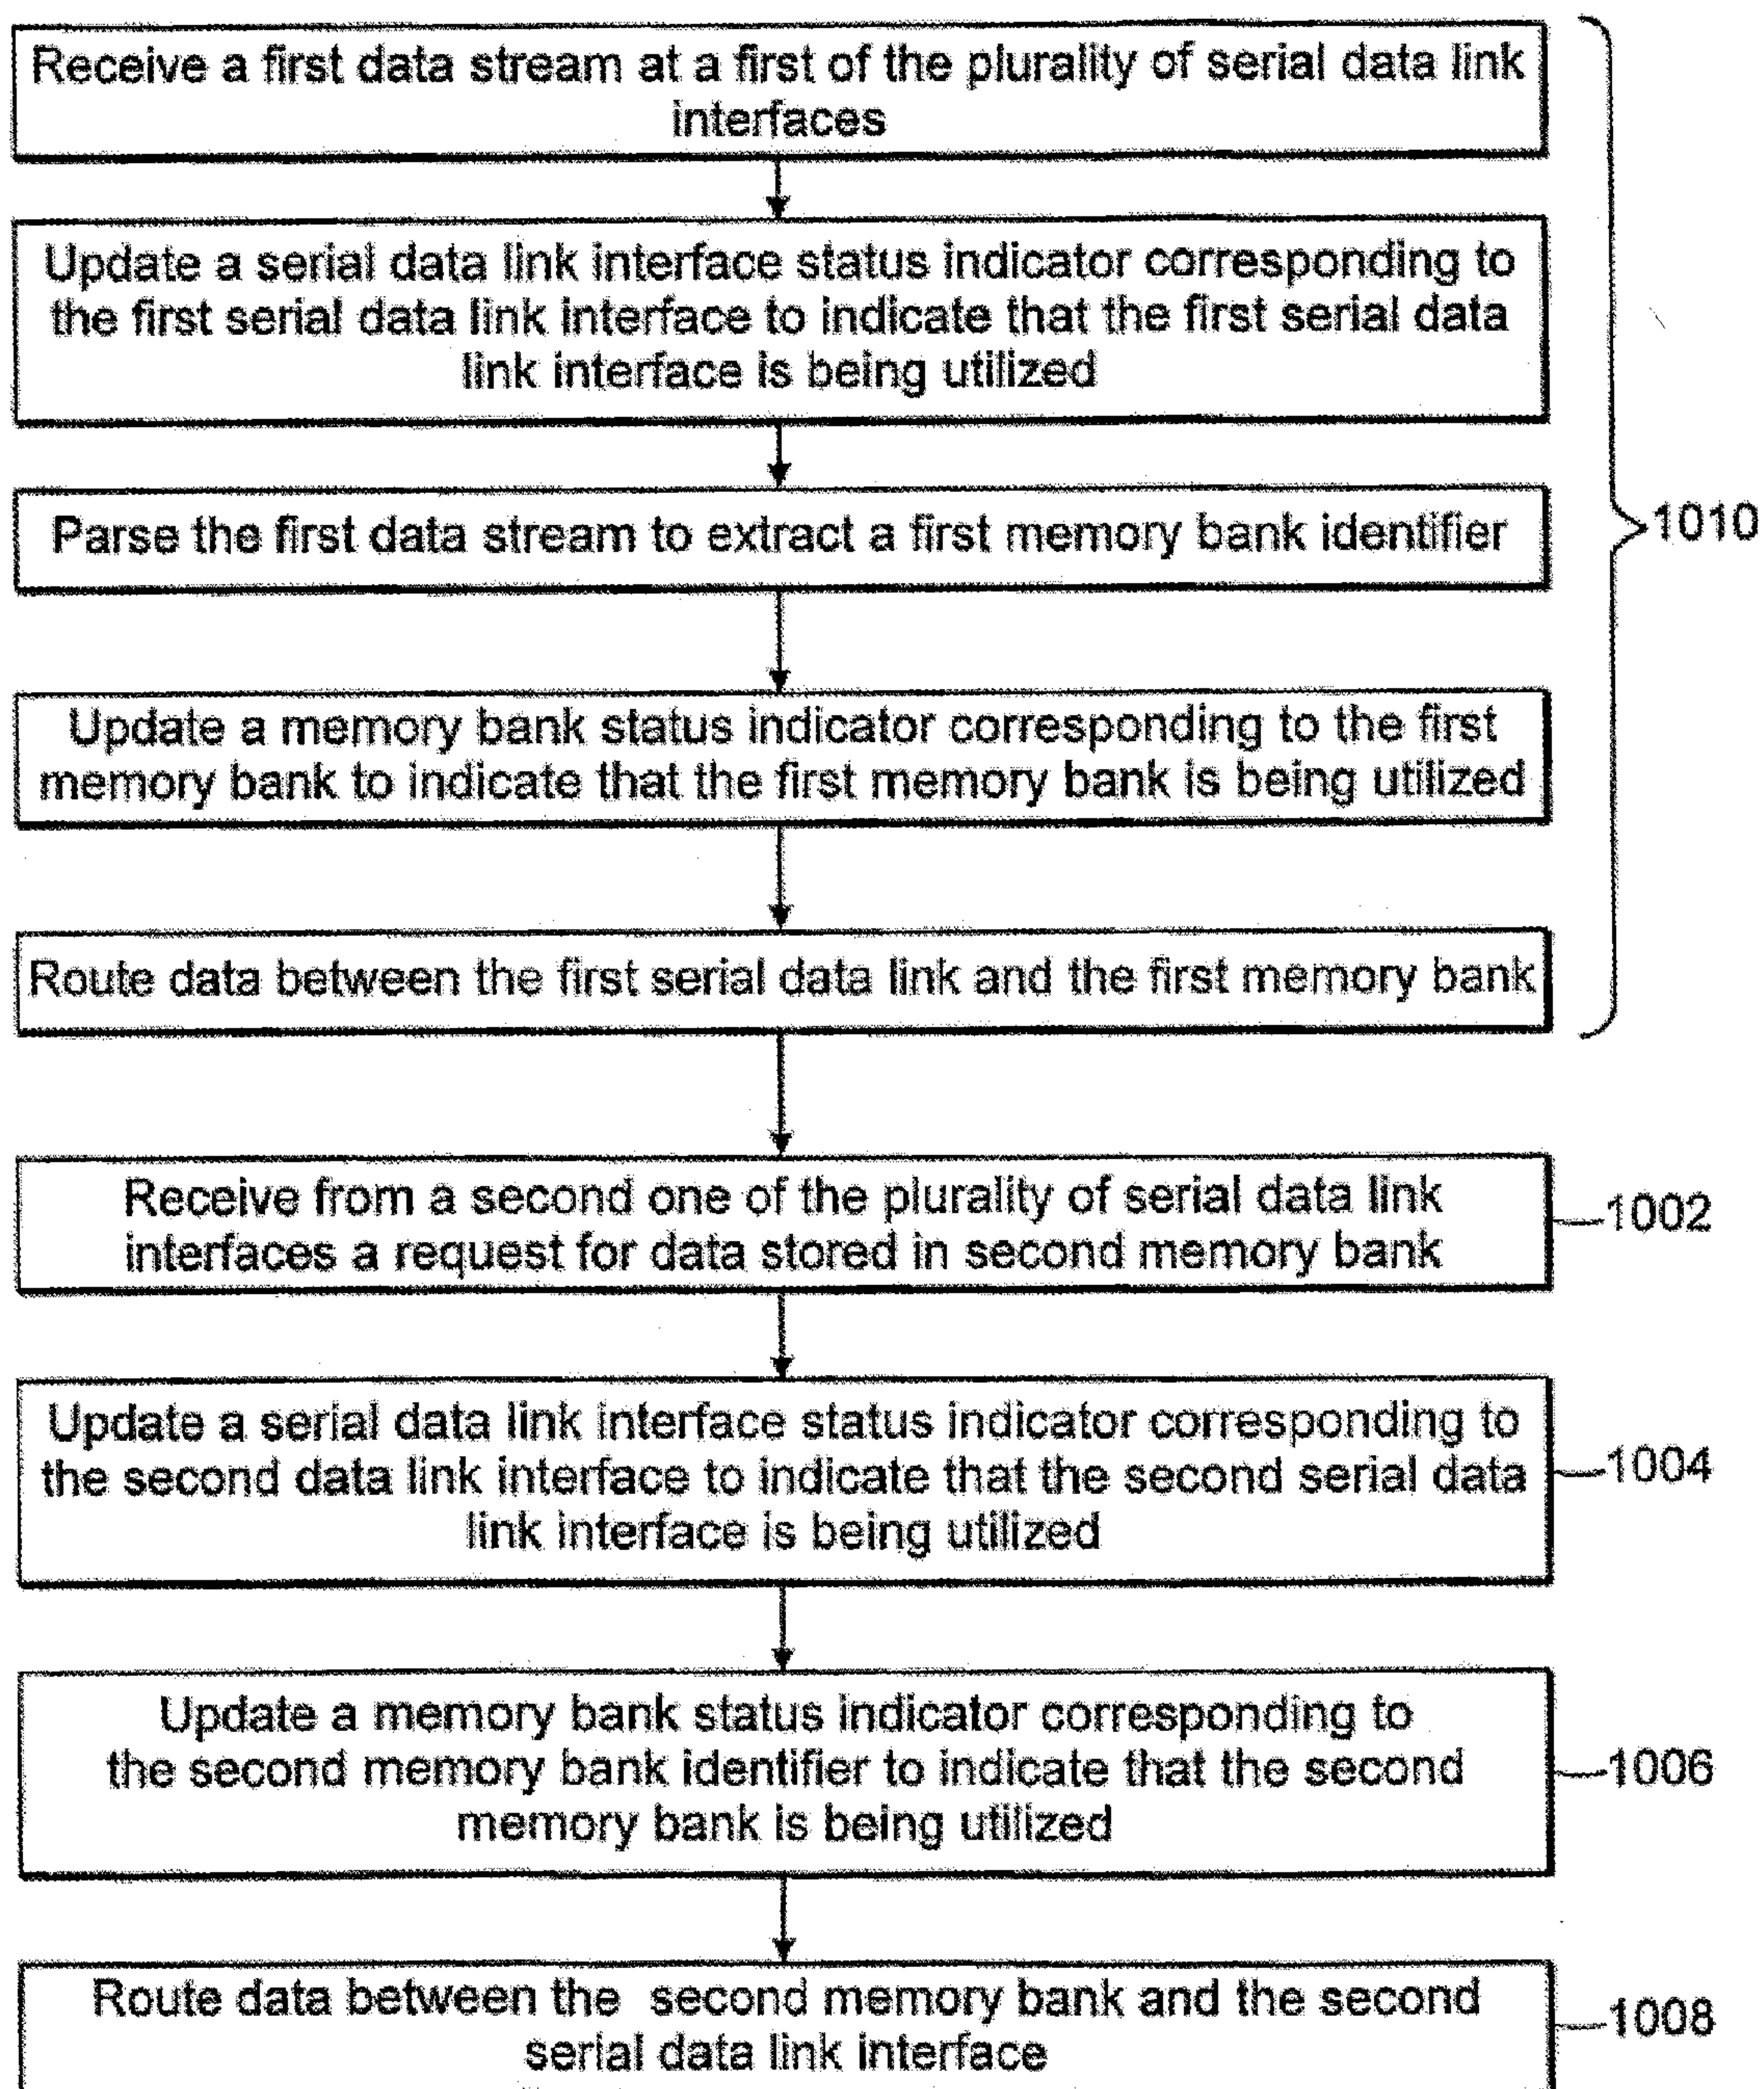 Receive a first data stream at a first of the plurality of serial data link
interfaces
Update a serial data link interface status indicator corresponding to
the first serial data link interface to indicate that the first serial data
link interface is being utilized
Parse the first data stream to extract a first memory bank identifier
1010
Update a memory bank status indicator corresponding to the first
memory bank to indicate that the first memory bank is being utilized
Route data between the first serial data link and the first memory bank
Receive from a second one of the plurality of serial data link
interfaces a request for data stored in second memory bank
1002
Update a serial data link interface status indicator corresponding to
the second data link interface to indicate that the second serial data
link interface is being utilized
1004
Update a memory bank status indicator corresponding to
the second memory bank identifier to indicate that the second
memory bank is being utilized
1006
Route data between the second memory bank and the second
serial data link interface
1008